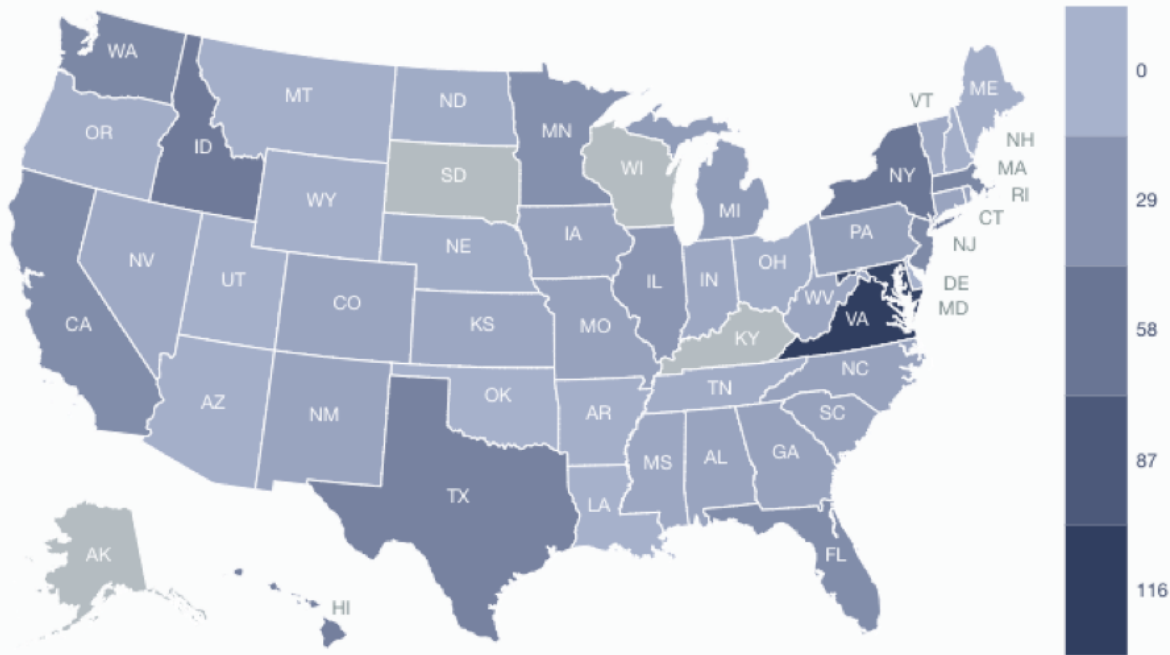 WA
MT
ND
MN
ME
VT
OR
ID
SD
WI
NH
MA
NY
RI
WY
MI
CT
NE
IA
PA
NJ
NV
UT
CO
IL
IN
OH
DE
MD
WV
VA
CA
KS
MO
KY
NC
TN
AZ
NM
OK
AR
SC
MS
AL
GA
TX
LA
FL
AK
HI
0
29
58
87
116